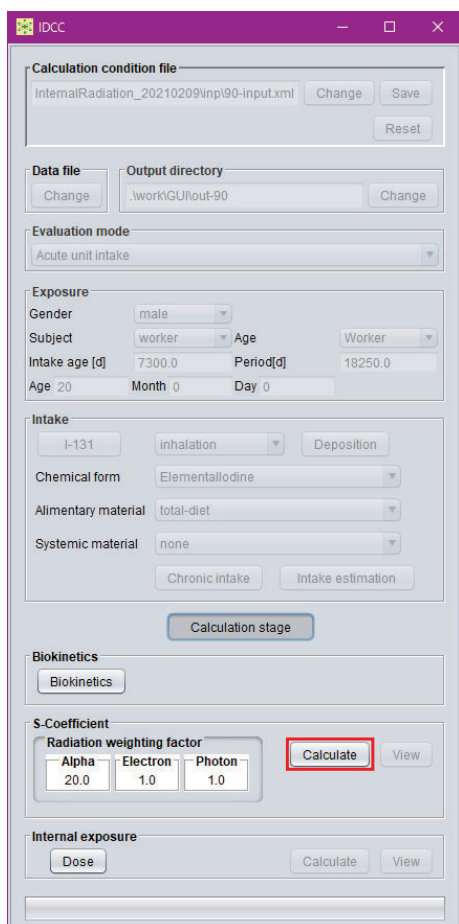 IDCC
Calculation condition file
InternalRadiation_20210209\inp\90-input.xml Change Save
Reset
Data file Output directory
Change .\work\GUI\out-90 Change
Evaluation mode
Acute unit intake
Exposure
Gender male
Subject worker Age Worker
Intake age [d] 7300.0 Period[d] 18250.0
Age 20 Month 0 Day 0
Intake
I-131 inhalation Deposition
Chemical form ElementalIodine
Alimentary material total-diet
Systemic material none
Chronic intake Intake estimation
Calculation stage
Biokinetics
Biokinetics
S-Coefficient
Radiation weighting factor
Alpha Electron Photon Calculate View
20.0 1.0 1.0
Internal exposure
Dose Calculate View